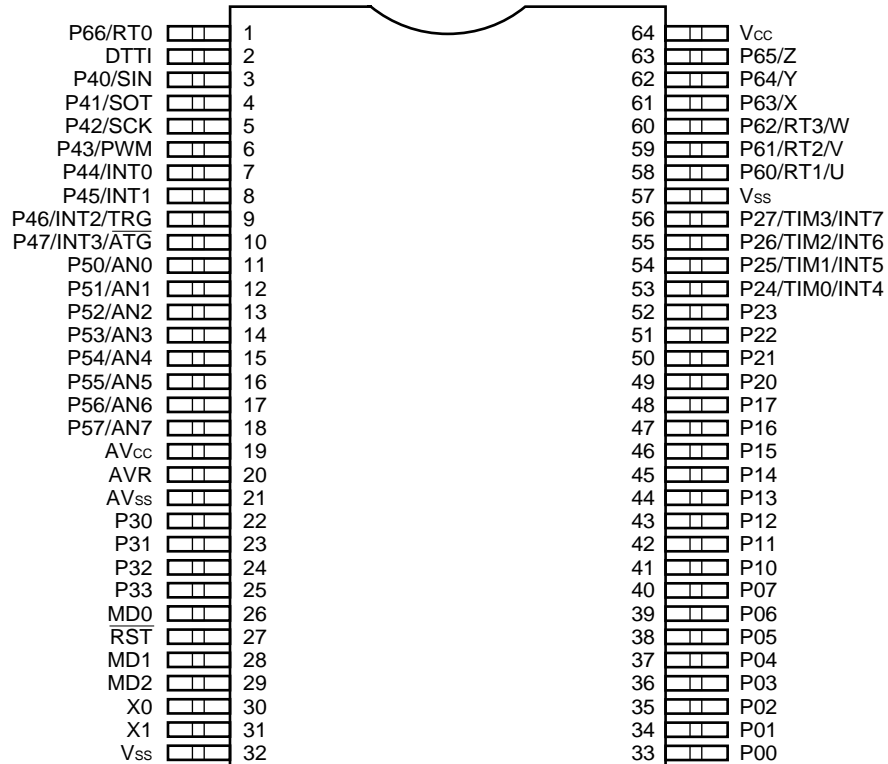 P66/RT0 1 64 Vcc
DTTI 2 63 P65/Z
P40/SIN 3 62 P64/Y
P41/SOT 4 61 P63/X
P42/SCK 5 60 P62/RT3/W
P43/PWM 6 59 P61/RT2/V
P44/INT0 7 58 P60/RT1/U
P45/INT1 8 57 Vss
P46/INT2/TRG 9 56 P27/TIM3/INT7
P47/INT3/A̅T̅G̅ 10 55 P26/TIM2/INT6
P50/AN0 11 54 P25/TIM1/INT5
P51/AN1 12 53 P24/TIM0/INT4
P52/AN2 13 52 P23
P53/AN3 14 51 P22
P54/AN4 15 50 P21
P55/AN5 16 49 P20
P56/AN6 17 48 P17
P57/AN7 18 47 P16
AVcc 19 46 P15
AVR 20 45 P14
AVss 21 44 P13
P30 22 43 P12
P31 23 42 P11
P32 24 41 P10
P33 25 40 P07
MD0 26 39 P06
R̅S̅T̅ 27 38 P05
MD1 28 37 P04
MD2 29 36 P03
X0 30 35 P02
X1 31 34 P01
Vss 32 33 P00